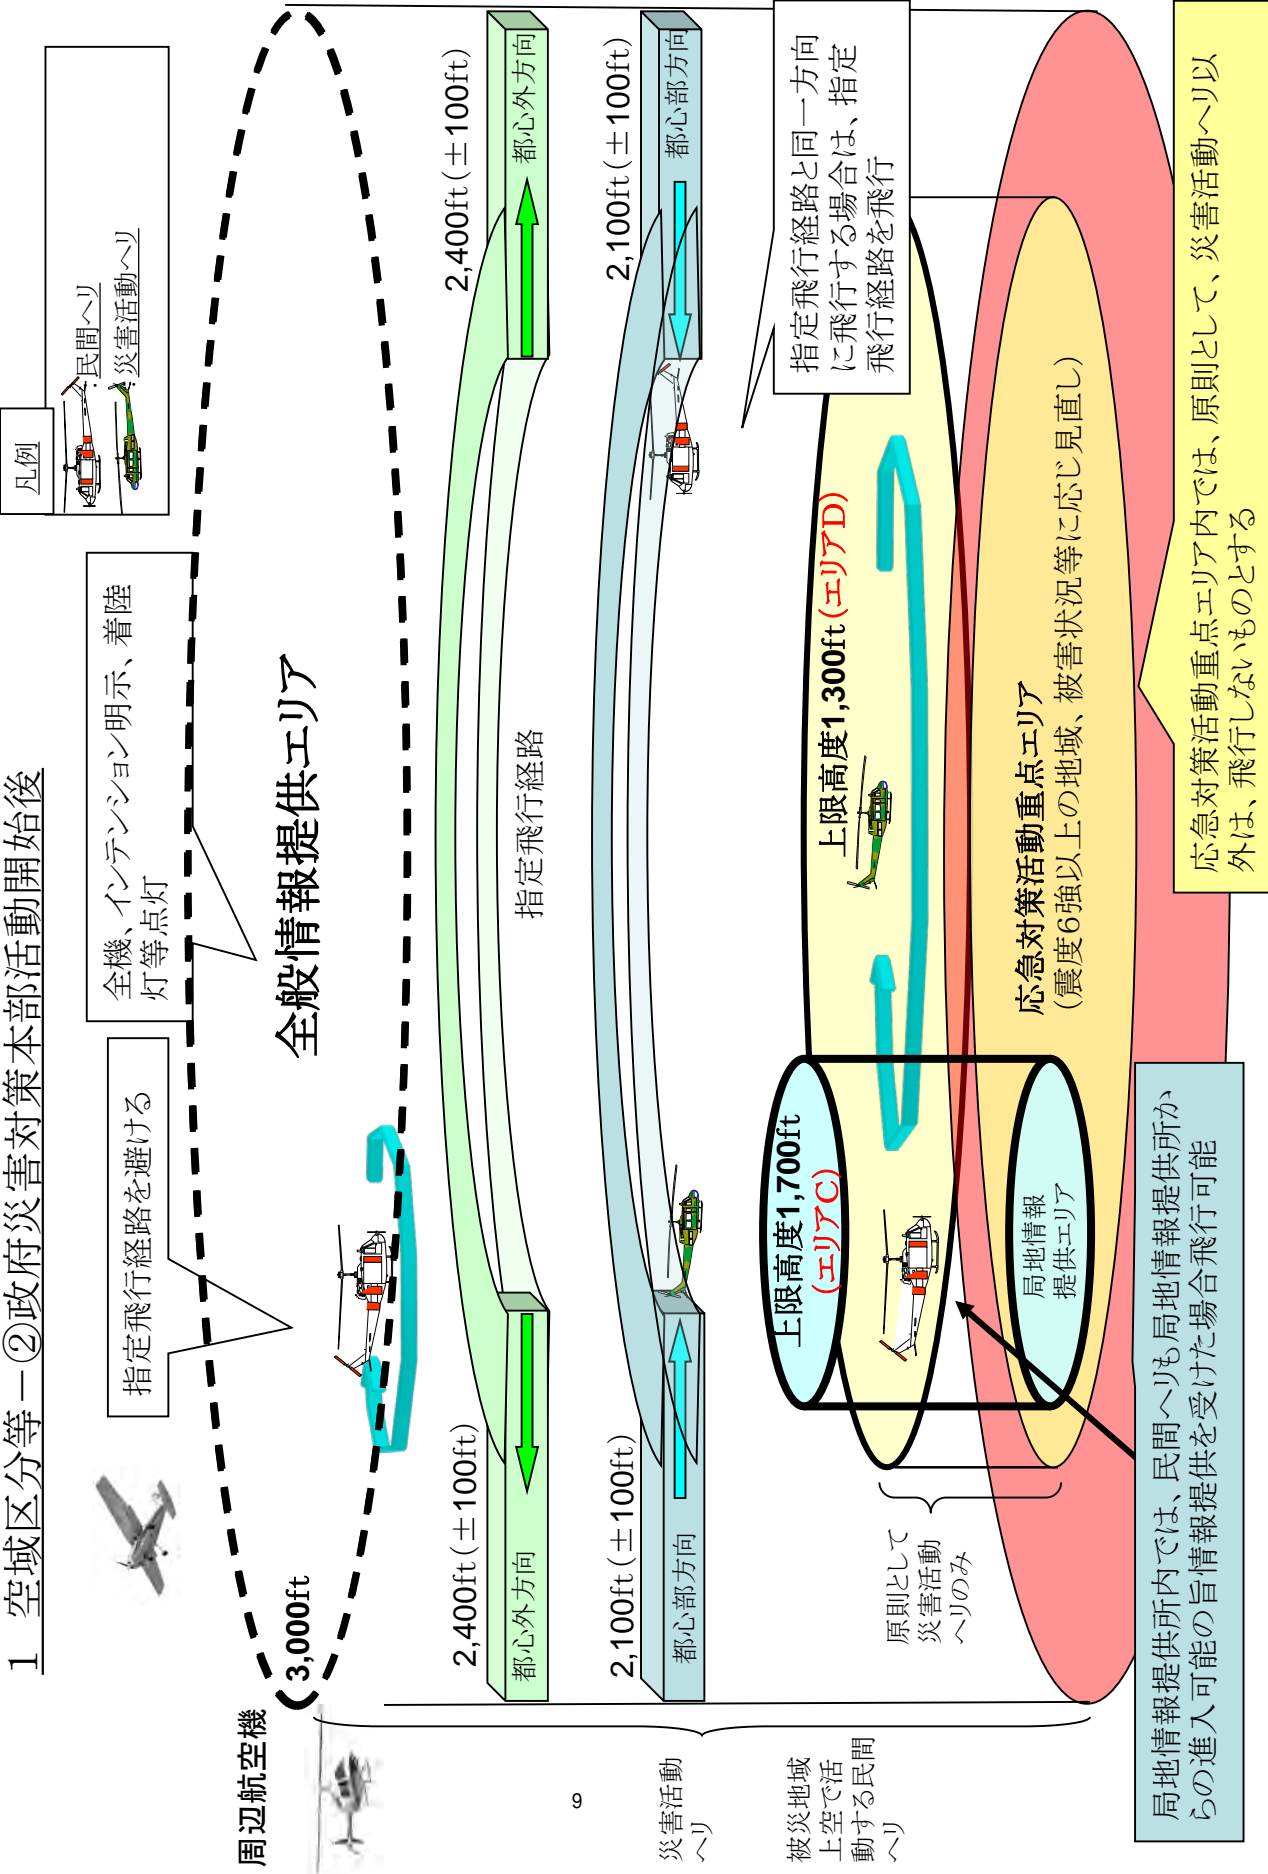 1　空域区分等－②政府災害対策本部活動開始後
凡例
:民間ヘリ
:災害活動ヘリ
全機、インテンション明示、着陸
灯等点灯
指定飛行経路を避ける
周辺航空機
3,000ft
全般情報提供エリア
2,400ft(±100ft)
都心外方向
2,400ft(±100ft)
都心外方向
指定飛行経路
2,100ft(±100ft)
都心部方向
2,100ft(±100ft)
都心部方向
指定飛行経路と同一方向
に飛行する場合は、指定
飛行経路を飛行
上限高度1,700ft
(エリアC)
上限高度1,300ft(エリアD)
原則として
災害活動
ヘリのみ
局地情報
提供エリア
応急対策活動重点エリア
(震度6強以上の地域、被害状況等に応じ見直し)
災害活動
ヘリ
被災地域
上空で活
動する民間
ヘリ
局地情報提供所内では、民間ヘリも局地情報提供所か
らの進入可能の旨情報提供を受けた場合飛行可能
応急対策活動重点エリア内では、原則として、災害活動ヘリ以
外は、飛行しないものとする
9